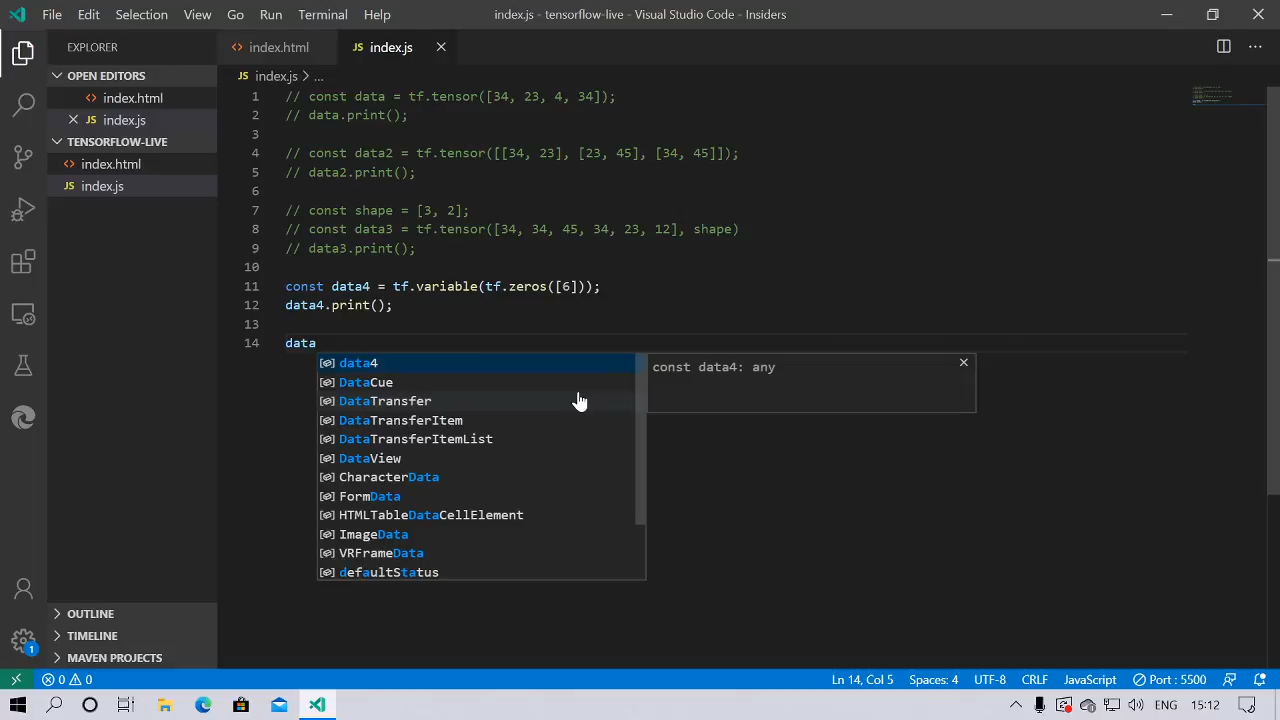 File Edit Selection View Go Run Terminal Help index.js - tensorflow-live - Visual Studio Code - Insiders
EXPLORER
index.html
JS index.js
OPEN EDITORS
index.html
JS index.js
TENSORFLOW-LIVE
index.html
JS index.js
OUTLINE
TIMELINE
MAVEN PROJECTS
1
JS index.js > ...
1 // const data = tf.tensor([34, 23, 4, 34]);
2 // data.print();
3
4 // const data2 = tf.tensor([[34, 23], [23, 45], [34, 45]]);
5 // data2.print();
6
7 // const shape = [3, 2];
8 // const data3 = tf.tensor([34, 34, 45, 34, 23, 12], shape)
9 // data3.print();
10
11 const data4 = tf.variable(tf.zeros([6]));
12 data4.print();
13
14 data
data4
DataCue
DataTransfer
DataTransferItem
DataTransferItemList
DataView
CharacterData
FormData
HTMLTableDataCellElement
ImageData
VRFrameData
defaultStatus
const data4: any
0 0 Ln 14, Col 5 Spaces: 4 UTF-8 CRLF JavaScript Port : 5500
ENG 15:12